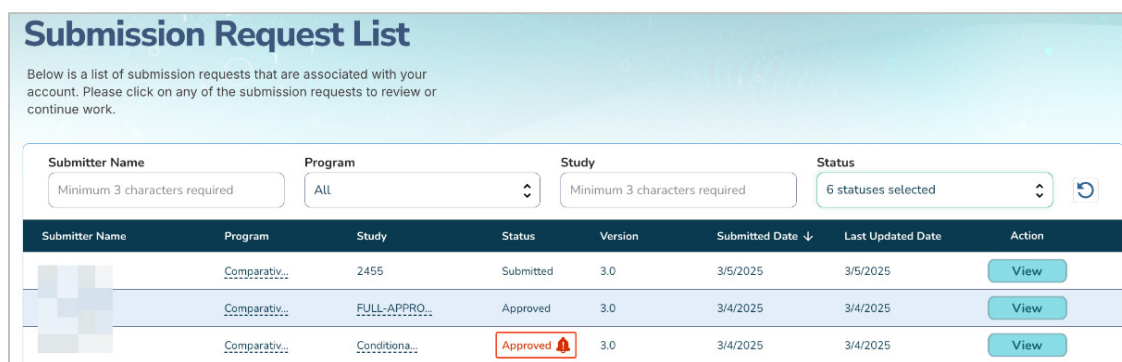 Submission Request List
Below is a list of submission requests that are associated with your
account. Please click on any of the submission requests to review or
continue work.
Submitter Name Program Study Status
Minimum 3 characters required All Minimum 3 characters required 6 statuses selected
Submitter Name Program Study Status Version Submitted Date ↓ Last Updated Date Action
Comparativ... 2455 Submitted 3.0 3/5/2025 3/5/2025 View
Comparativ... FULL-APPRO... Approved 3.0 3/4/2025 3/4/2025 View
Comparativ... Conditiona... Approved 3.0 3/4/2025 3/4/2025 View